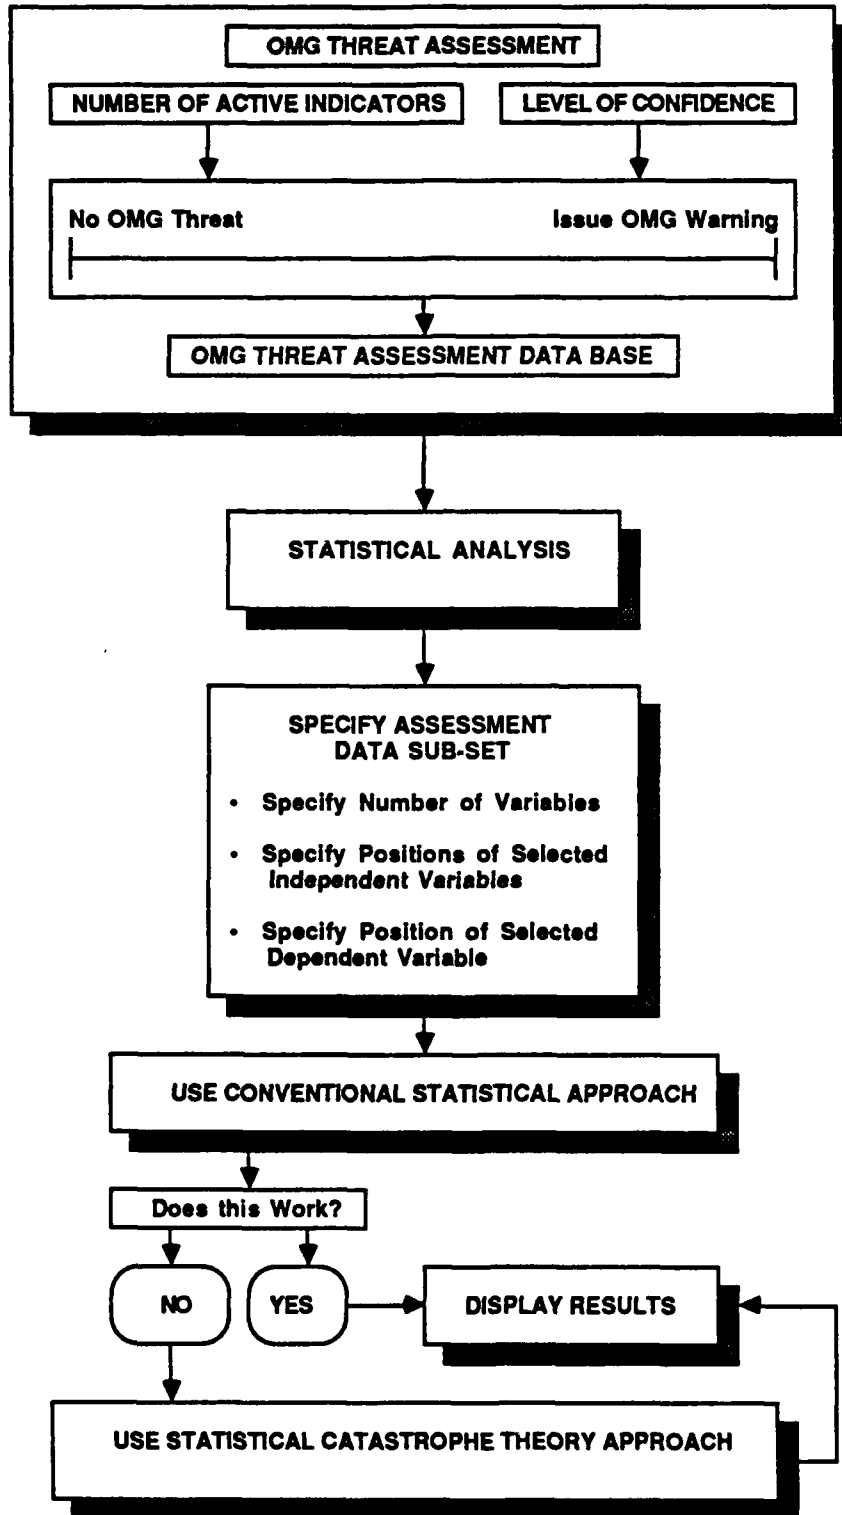 OMG THREAT ASSESSMENT
NUMBER OF ACTIVE INDICATORS
LEVEL OF CONFIDENCE
No OMG Threat
Issue OMG Warning
OMG THREAT ASSESSMENT DATA BASE
STATISTICAL ANALYSIS
SPECIFY ASSESSMENT
DATA SUB-SET
• Specify Number of Variables
• Specify Positions of Selected
Independent Variables
• Specify Position of Selected
Dependent Variable
USE CONVENTIONAL STATISTICAL APPROACH
Does this Work?
NO
YES
DISPLAY RESULTS
USE STATISTICAL CATASTROPHE THEORY APPROACH